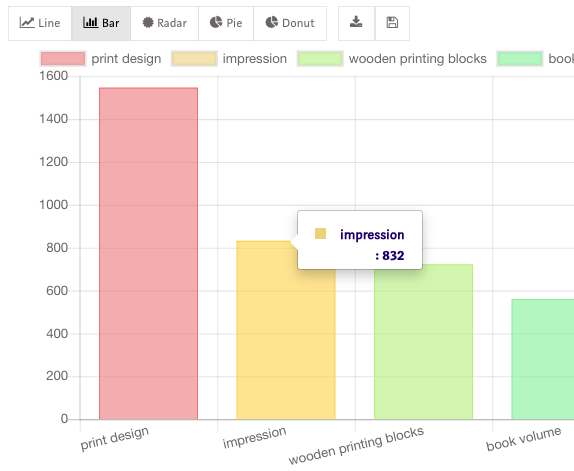 Line Bar Radar Pie Donut
print design impression wooden printing blocks book
1600
1400
1200
1000
800
600
400
200
0
impression
: 832
print design impression wooden printing blocks book volume